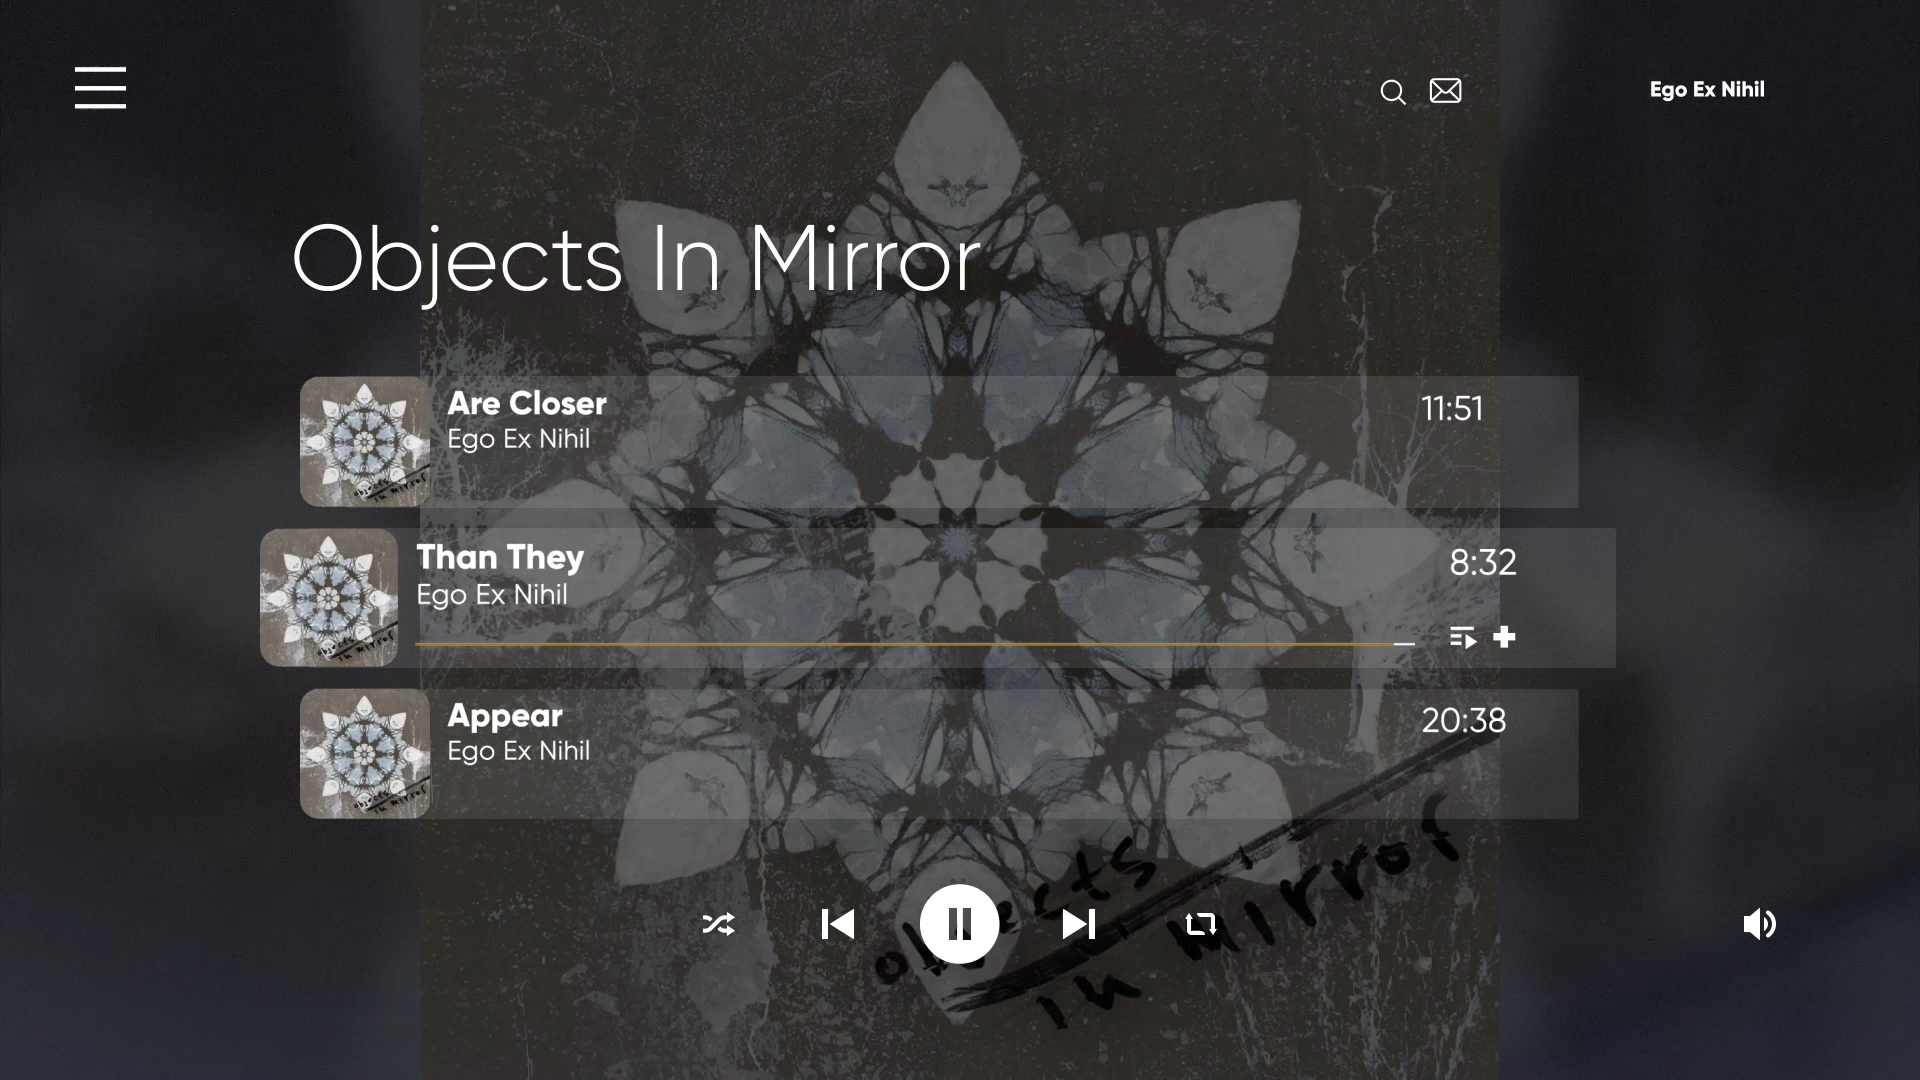 Ego Ex Nihil
Objects In Mirror
Are Closer
Ego Ex Nihil
11:51
Than They
Ego Ex Nihil
8:32
Appear
Ego Ex Nihil
20:38
objects
in mirror